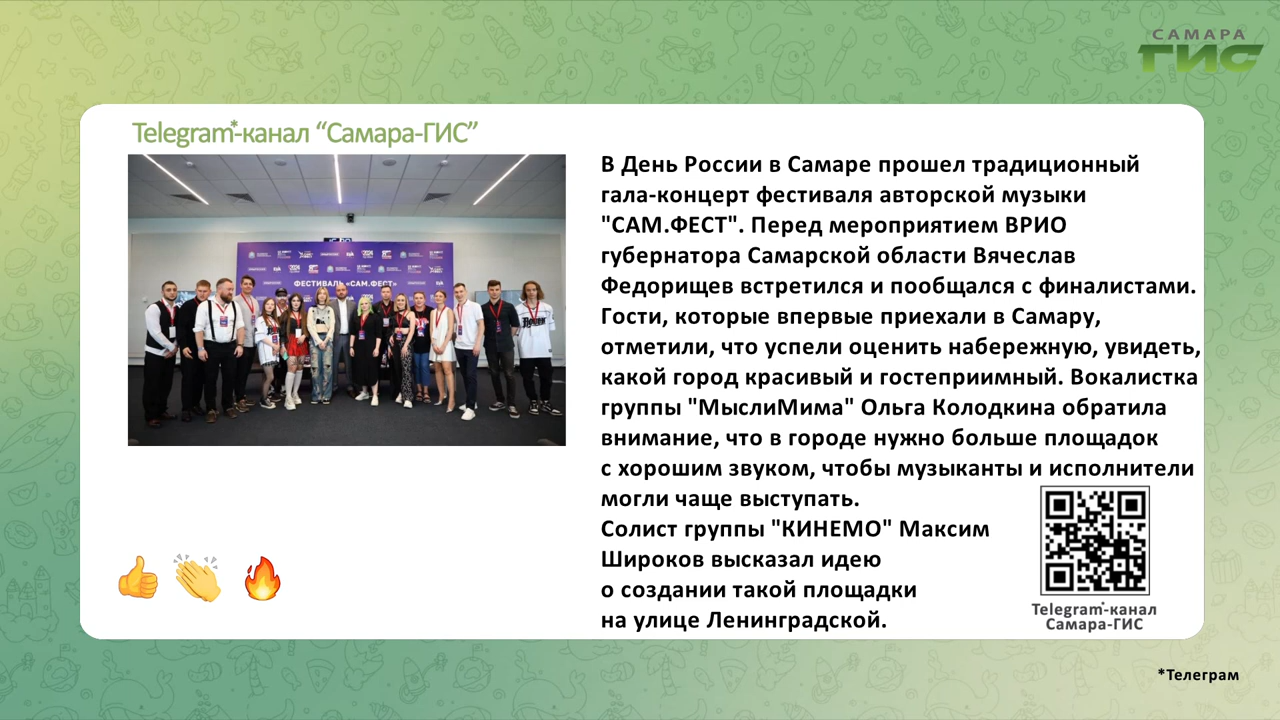 САМАРА
ГИС
Telegram*-канал “Самара-ГИС”
ФЕСТИВАЛЬ «САМ.ФЕСТ»
В День России в Самаре прошел традиционный
гала-концерт фестиваля авторской музыки
"САМ.ФЕСТ". Перед мероприятием ВРИО
губернатора Самарской области Вячеслав
Федорищев встретился и пообщался с финалистами.
Гости, которые впервые приехали в Самару,
отметили, что успели оценить набережную, увидеть,
какой город красивый и гостеприимный. Вокалистка
группы "МыслиМима" Ольга Колодкина обратила
внимание, что в городе нужно больше площадок
с хорошим звуком, чтобы музыканты и исполнители
могли чаще выступать.
Солист группы "КИНЕМО" Максим
Широков высказал идею
о создании такой площадки
на улице Ленинградской.
Telegram*-канал
Самара-ГИС
*Телеграм